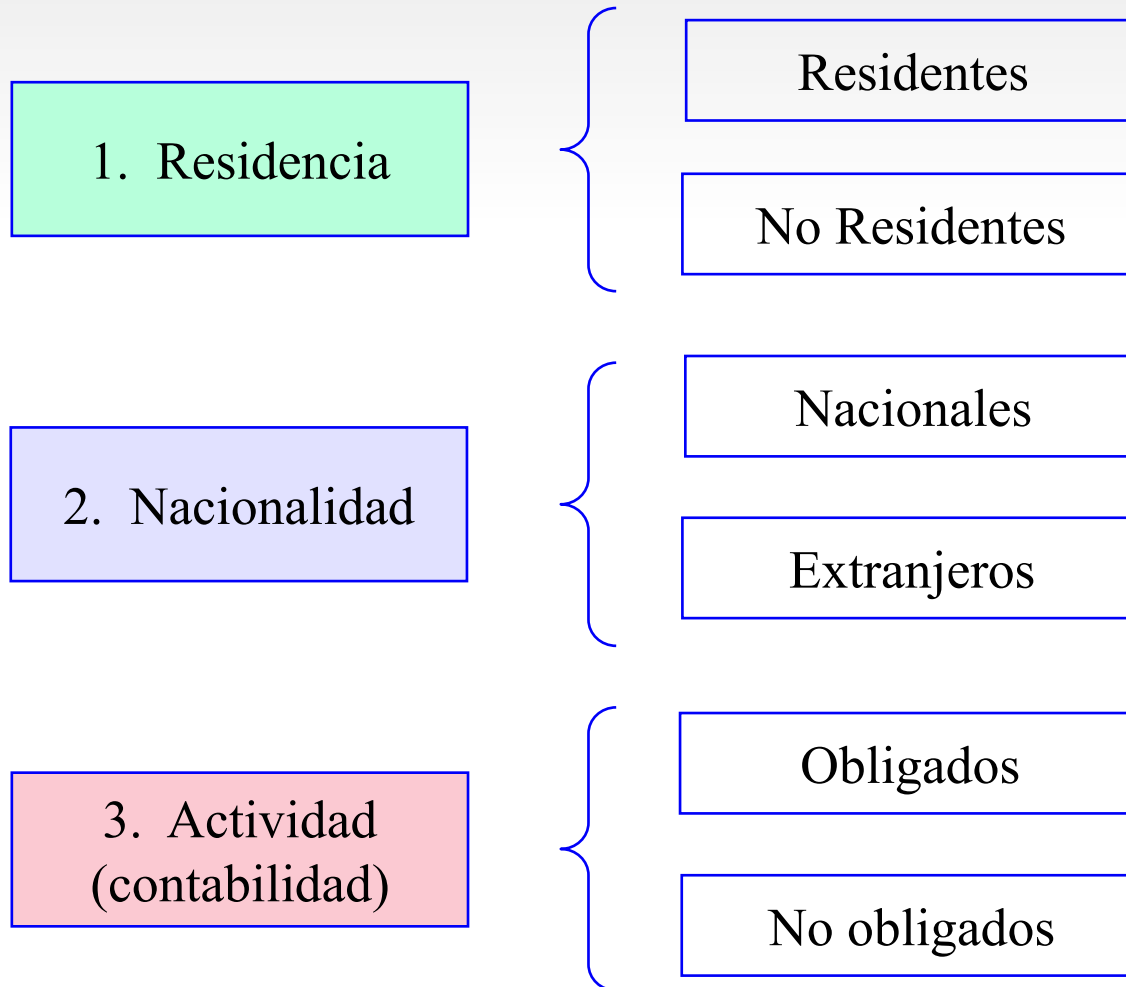 1. Residencia
Residentes
No Residentes
2. Nacionalidad
Nacionales
Extranjeros
3. Actividad
(contabilidad)
Obligados
No obligados